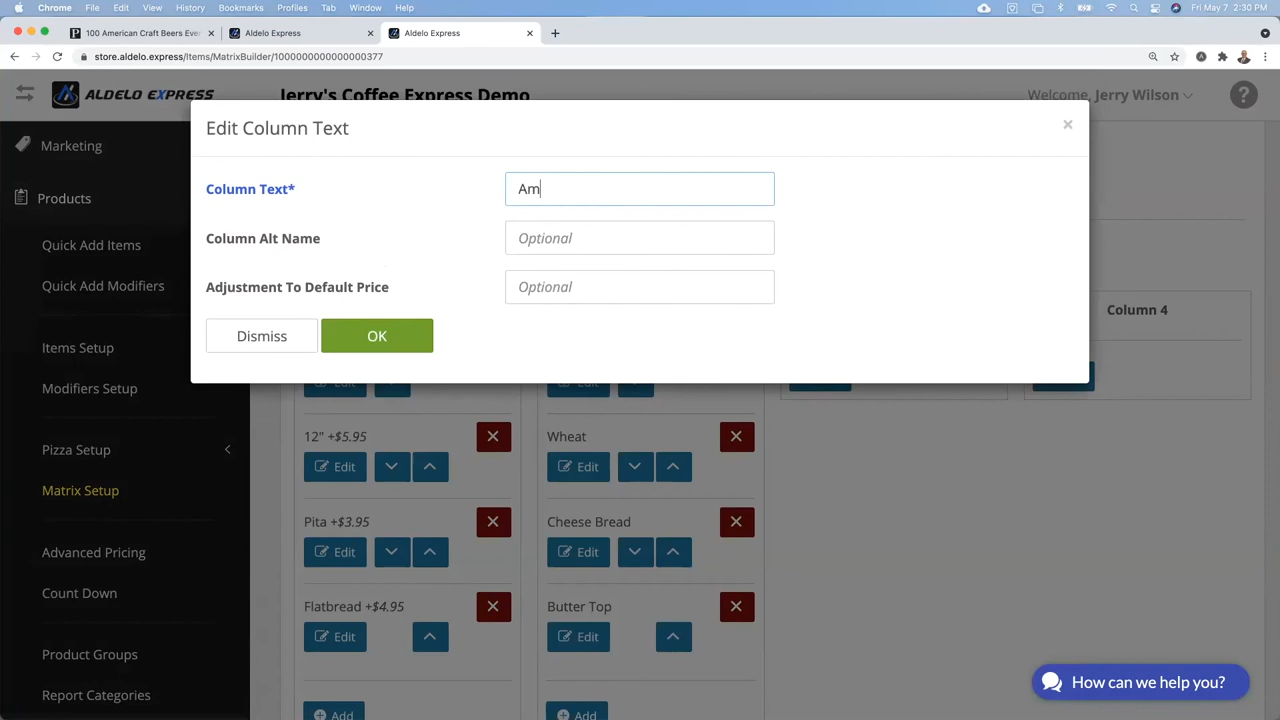 Chrome File Edit View History Bookmarks Profiles Tab Window Help Fri May 7 2:30 PM
100 American Craft Beers Eve Aldelo Express Aldelo Express
store.aldelo.express/Items/MatrixBuilder/1000000000000000377
ALDELO EXPRESS Jerry's Coffee Express Demo Welcome, Jerry Wilson ?
Edit Column Text
Marketing
Column Text* Am
Products
Column Alt Name Optional
Quick Add Items
Adjustment To Default Price Optional
Quick Add Modifiers
Column 4
Dismiss OK
Items Setup
Modifiers Setup
Edit Edit
12" +$5.95 Wheat
Pizza Setup
Edit Edit
Matrix Setup
Pita +$3.95 Cheese Bread
Advanced Pricing Edit Edit
Count Down
Flatbread +$4.95 Butter Top
Edit Edit
Product Groups
How can we help you?
Report Categories
Add Add